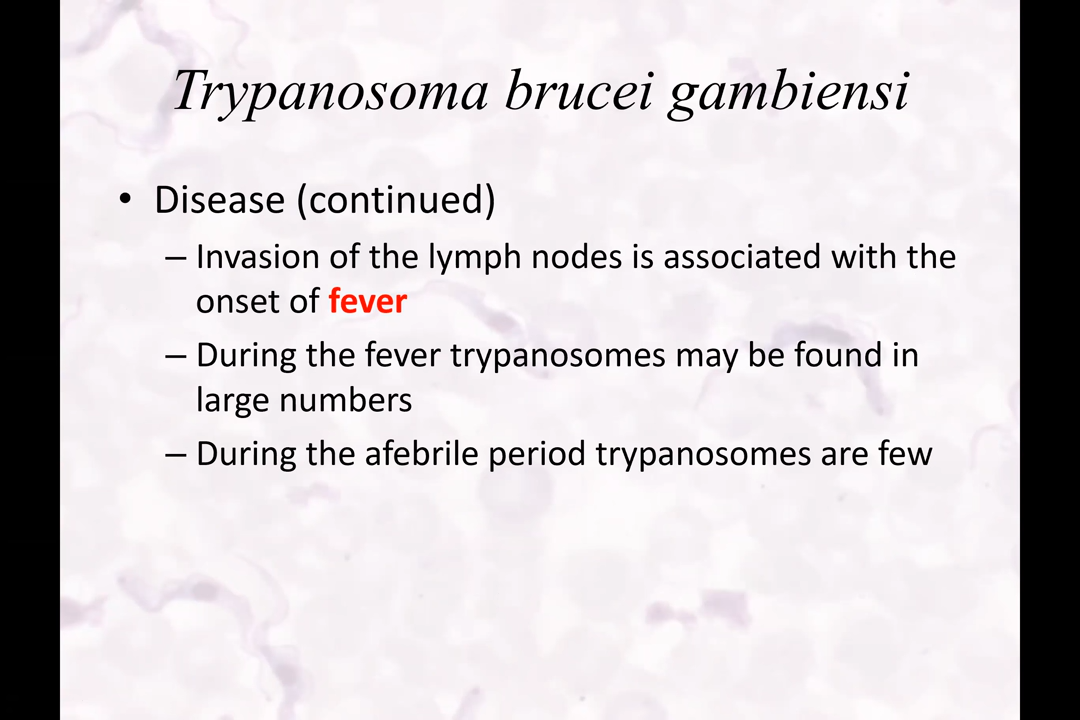 Trypanosoma brucei gambiensi
• Disease (continued)
– Invasion of the lymph nodes is associated with the
onset of fever
– During the fever trypanosomes may be found in
large numbers
– During the afebrile period trypanosomes are few